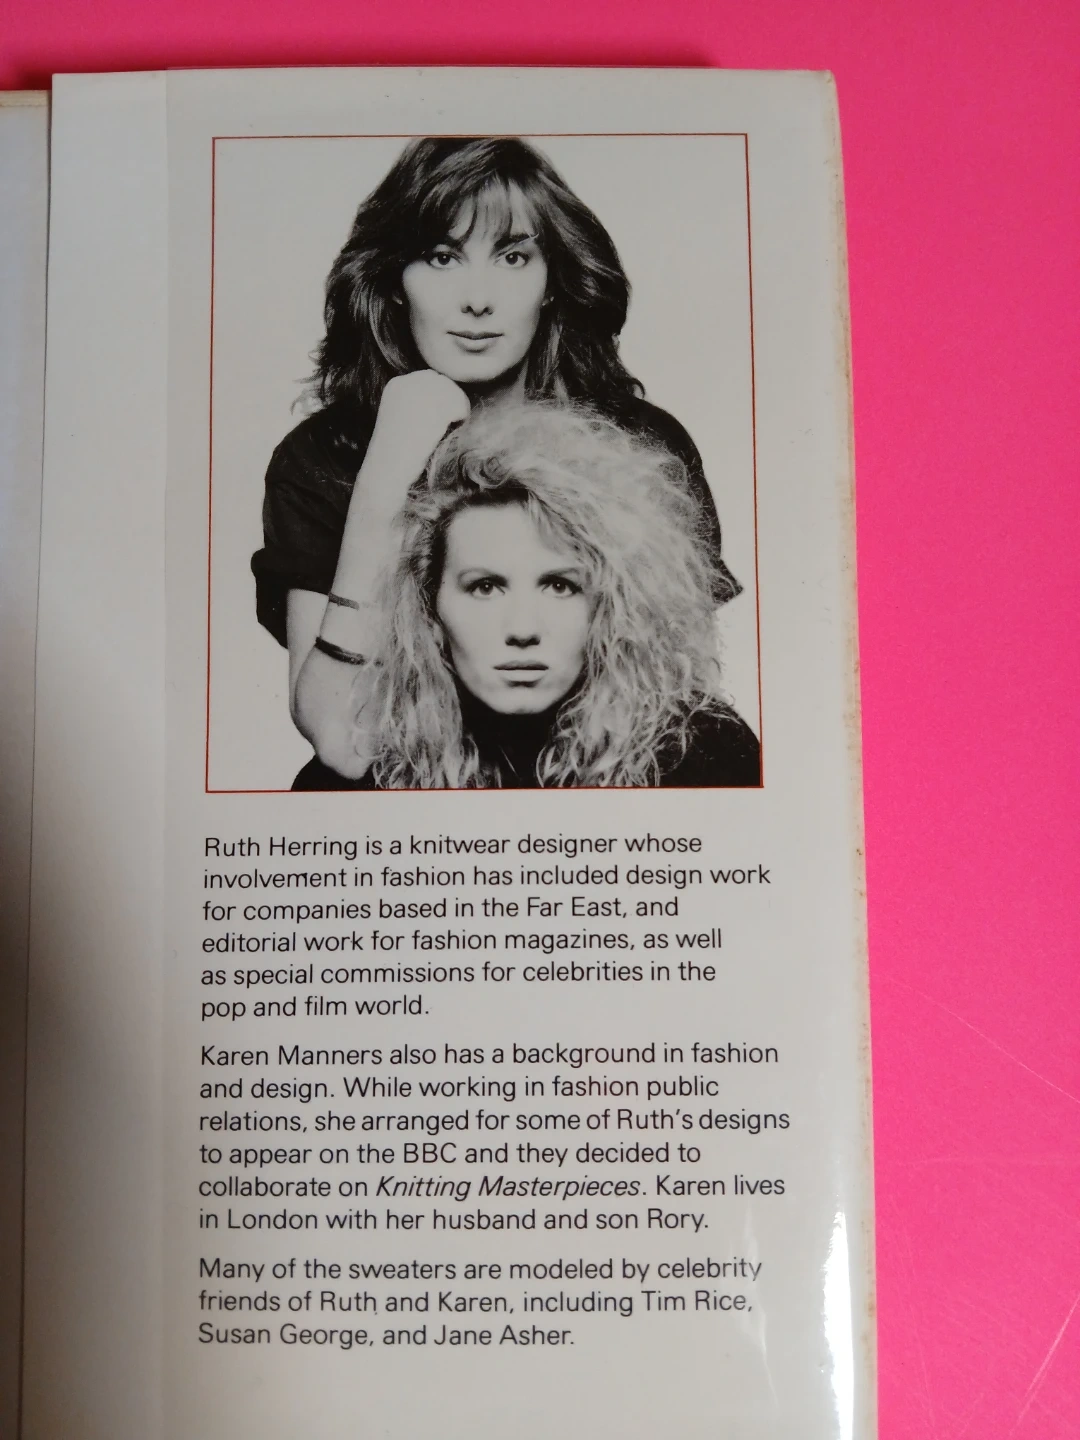 Ruth Herring is a knitwear designer whose
involvement in fashion has included design work
for companies based in the Far East, and
editorial work for fashion magazines, as well
as special commissions for celebrities in the
pop and film world.
Karen Manners also has a background in fashion
and design. While working in fashion public
relations, she arranged for some of Ruth's designs
to appear on the BBC and they decided to
collaborate on Knitting Masterpieces. Karen lives
in London with her husband and son Rory.
Many of the sweaters are modeled by celebrity
friends of Ruth and Karen, including Tim Rice,
Susan George, and Jane Asher.